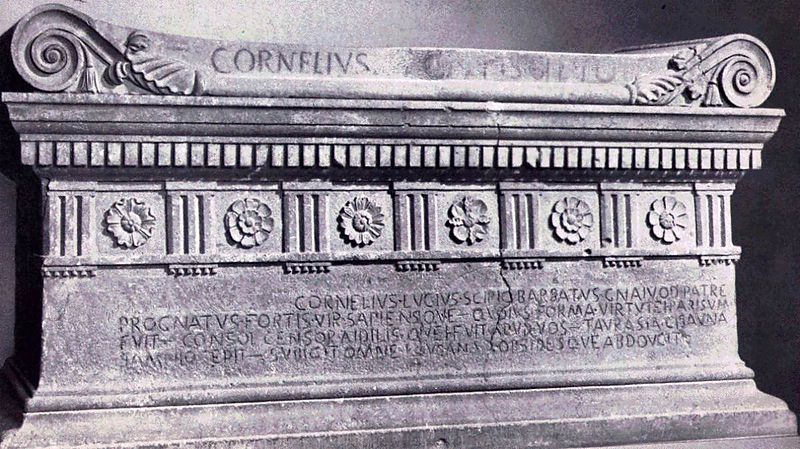 CORNELIVS
CORNELIVS·LVCIVS·SCIPIO·BARBATVS·GNAIVOD·PATRE
PROGNATVS·FORTIS·VIR·SAPIENSQVE—QVOIVS·FORMA·VIRTVTEI·PARISVMA
FVIT—CONSOL CENSOR·AIDILIS·QVEI·FVIT·APVD·VOS—TAVRASIA·CISAVNA
SAMNIO·CEPIT—SVBIGIT·OMNE·LOVCANA·OPSIDESQVE·ABDOVCIT